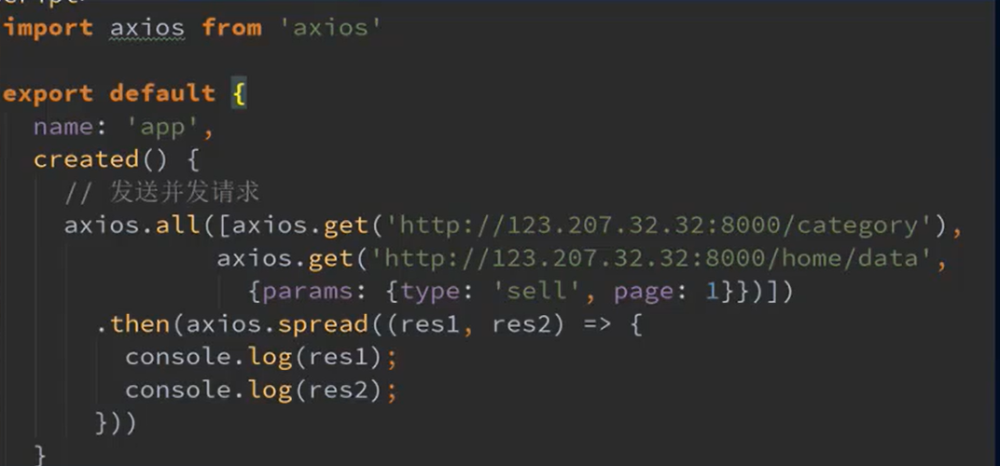 import axios from 'axios'
export default {
name: 'app',
created() {
// 发送并发请求
axios.all([axios.get('http://123.207.32.32:8000/category'),
axios.get('http://123.207.32.32:8000/home/data',
{params: {type: 'sell', page: 1}})])
.then(axios.spread((res1, res2) => {
console.log(res1);
console.log(res2);
}))
}